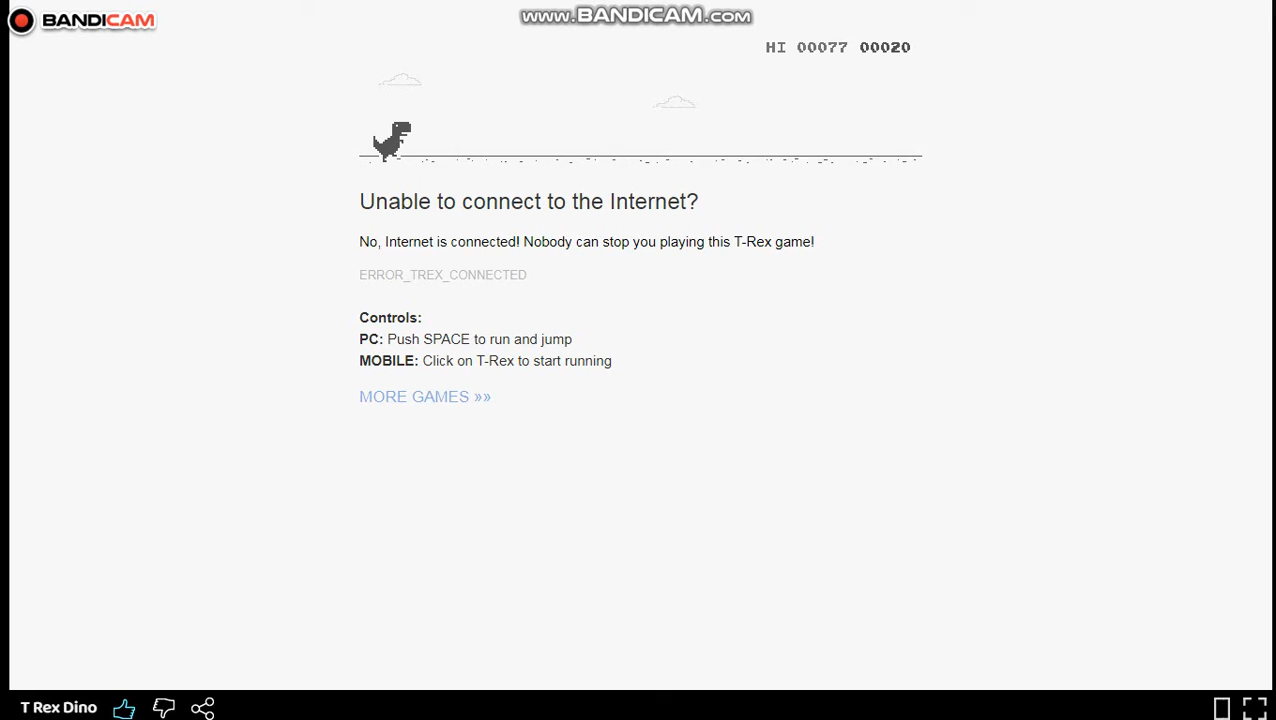 BANDICAM
www.BANDICAM.com
HI 00077 00020
Unable to connect to the Internet?
No, Internet is connected! Nobody can stop you playing this T-Rex game!
ERROR_TREX_CONNECTED
Controls:
PC: Push SPACE to run and jump
MOBILE: Click on T-Rex to start running
MORE GAMES »»
T Rex Dino